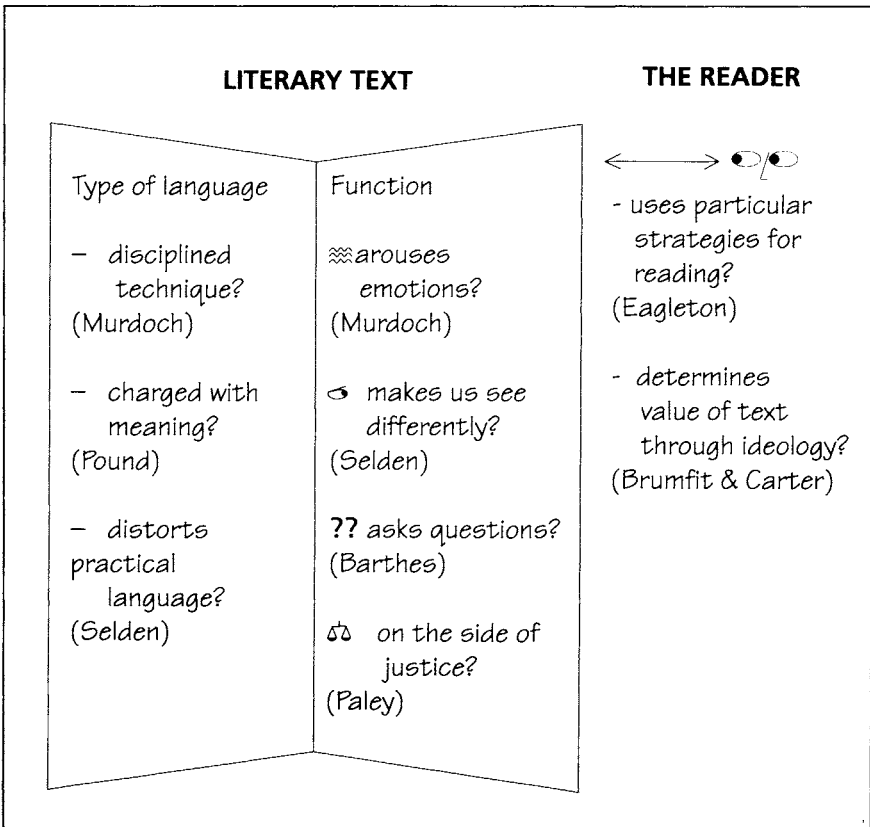 LITERARY TEXT
Type of language
– disciplined
technique?
(Murdoch)
– charged with
meaning?
(Pound)
– distorts
practical
language?
(Selden)
Function
arouses
emotions?
(Murdoch)
makes us see
differently?
(Selden)
?? asks questions?
(Barthes)
on the side of
justice?
(Paley)
THE READER
- uses particular
strategies for
reading?
(Eagleton)
- determines
value of text
through ideology?
(Brumfit & Carter)